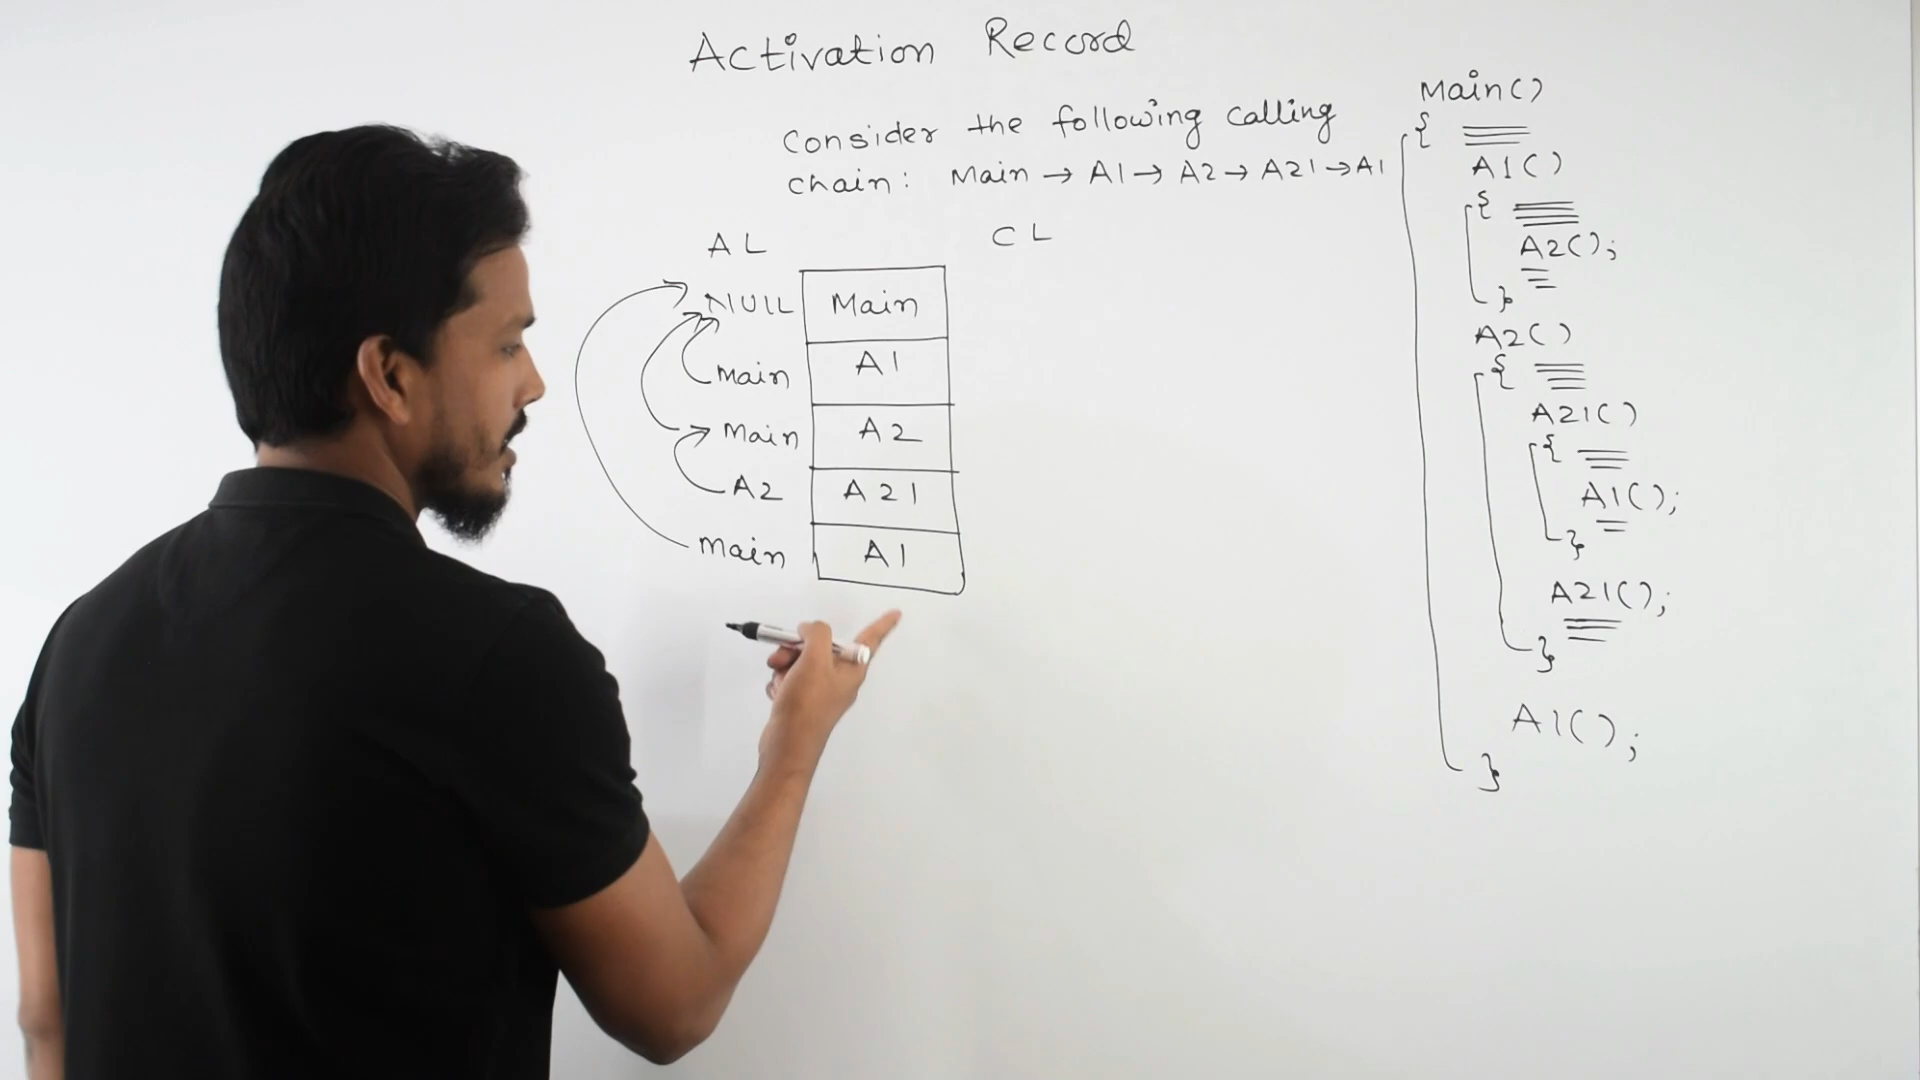 Activation Record
Consider the following calling
chain: Main → A1 → A2 → A21 → A1
AL CL
NULL Main
Main A1
Main A2
A2 A21
Main A1
Main()
{
A1()
{
A2();
}
A2()
{
A21()
{
A1();
}
A21();
}
A1();
}